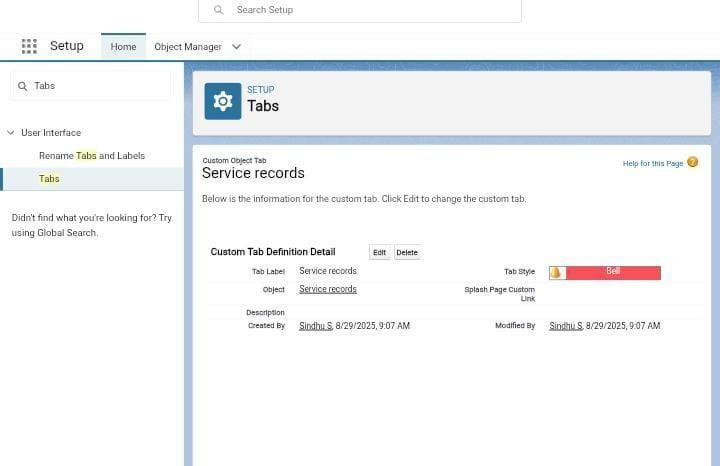 Search Setup
Setup
Home
Object Manager
Tabs
User Interface
Rename Tabs and Labels
Tabs
Didn't find what you're looking for? Try
using Global Search.
SETUP
Tabs
Custom Object Tab
Service records
Help for this Page ?
Below is the information for the custom tab. Click Edit to change the custom tab.
Custom Tab Definition Detail Edit Delete
Tab Label Service records Tab Style Bell
Object Service records Splash Page Custom
Link
Description
Created By Sindhu S, 8/29/2025, 9:07 AM Modified By Sindhu S, 8/29/2025, 9:07 AM